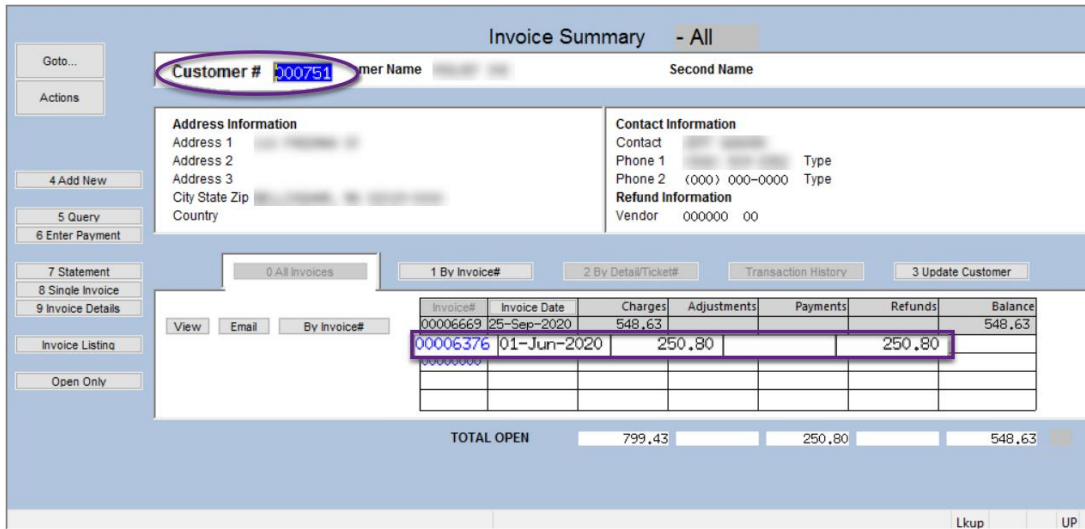 Invoice Summary - All
Goto...
Actions
Customer # 000751 mer Name Second Name
Address Information
Address 1
Address 2
Address 3
City State Zip
Country
Contact Information
Contact
Phone 1 Type
Phone 2 (000) 000-0000 Type
Refund Information
Vendor 000000 00
4 Add New
5 Query
6 Enter Payment
7 Statement
8 Single Invoice
9 Invoice Details
Invoice Listing
Open Only
0 All Invoices 1 By Invoice# 2 By Detail/Ticket# Transaction History 3 Update Customer
View Email By Invoice#
Invoice# Invoice Date Charges Adjustments Payments Refunds Balance
00006669 25-Sep-2020 548.63 548.63
00006376 01-Jun-2020 250.80 250.80
00000000
TOTAL OPEN 799.43 250.80 548.63
Lkup UP